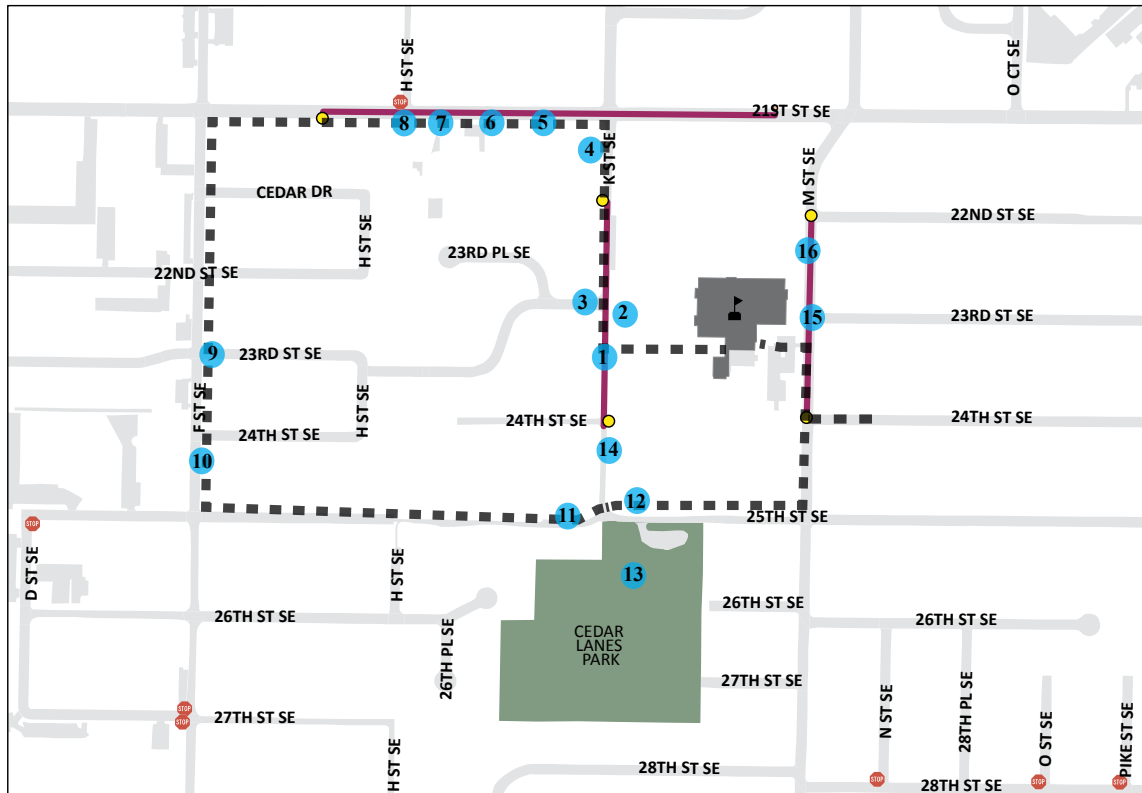 H ST SE
O CT SE
STOP
21ST ST SE
8
7
6
5
4
K ST SE
M ST SE
CEDAR DR
H ST SE
22ND ST SE
23RD PL SE
16
22ND ST SE
3
2
15
23RD ST SE
1
9
23RD ST SE
F ST SE
H ST SE
24TH ST SE
24TH ST SE
24TH ST SE
10
14
12
11
25TH ST SE
STOP
D ST SE
H ST SE
13
26TH ST SE
26TH PL SE
CEDAR
LANES
PARK
26TH ST SE
26TH ST SE
27TH ST SE
N ST SE
28TH PL SE
O ST SE
PIKE ST SE
STOP
STOP
27TH ST SE
H ST SE
28TH ST SE
STOP
28TH ST SE
STOP
STOP